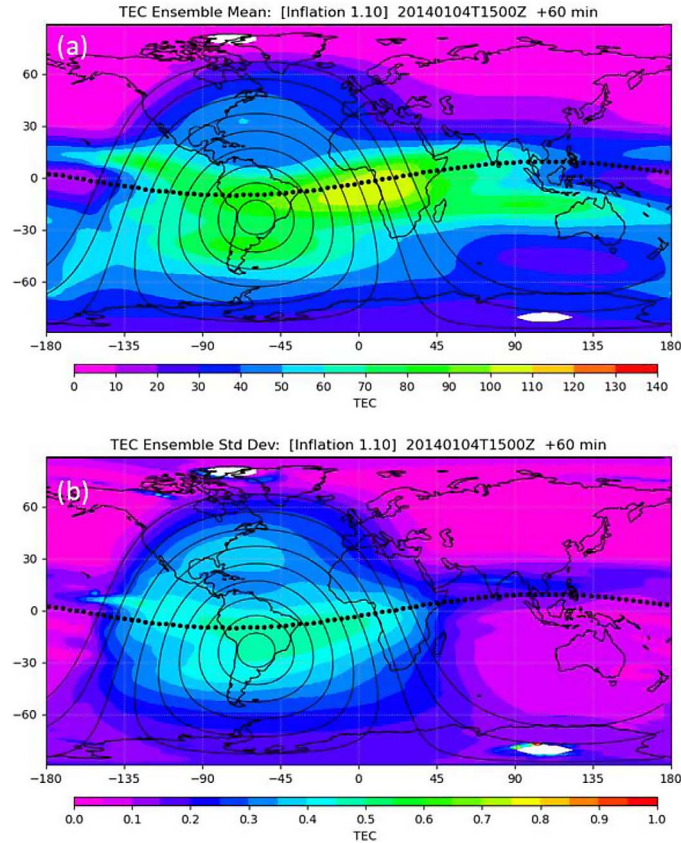 TEC Ensemble Mean: [Inflation 1.10] 20140104T1500Z +60 min
(a)
60
30
0
−30
−60
−180 −135 −90 −45 0 45 90 135 180
0 10 20 30 40 50 60 70 80 90 100 110 120 130 140
TEC
TEC Ensemble Std Dev: [Inflation 1.10] 20140104T1500Z +60 min
(b)
60
30
0
−30
−60
−180 −135 −90 −45 0 45 90 135 180
0.0 0.1 0.2 0.3 0.4 0.5 0.6 0.7 0.8 0.9 1.0
TEC